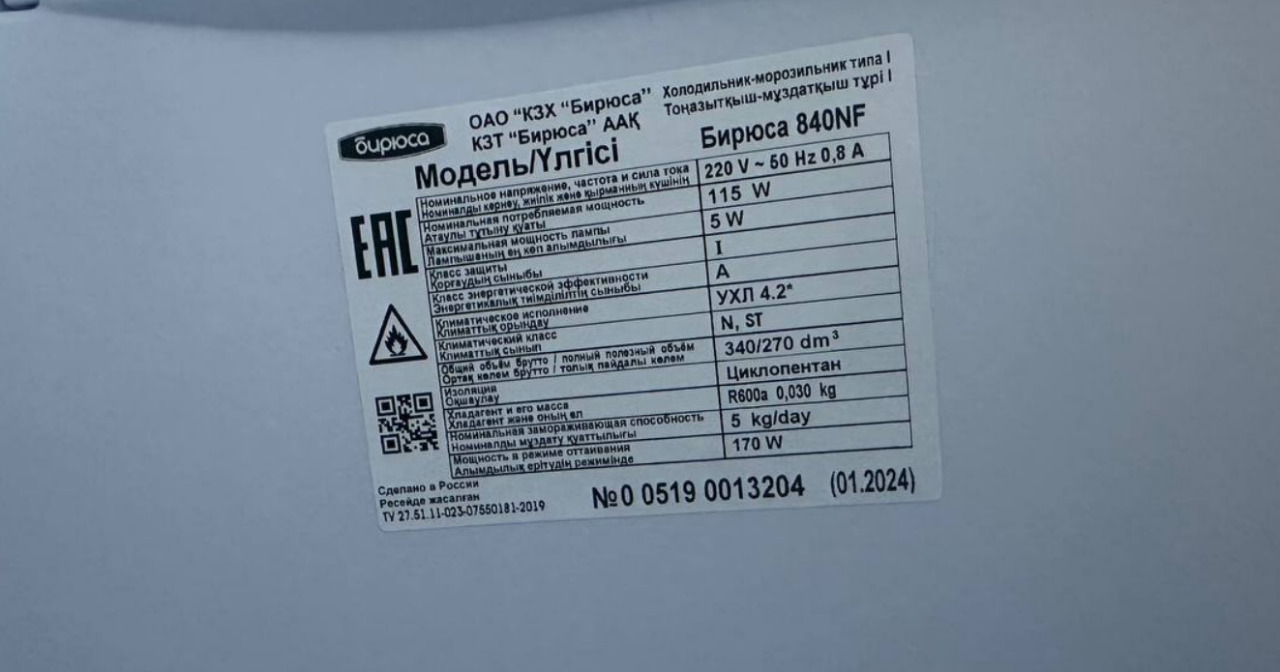 бирюса
ОАО "КЗХ "Бирюса"
КЗТ "Бирюса" ААҚ
Холодильник-морозильник типа I
Тоңазытқыш-мұздатқыш түрі I
Модель/Үлгісі
Бирюса 840NF
EAC
Номинальное напряжение, частота и сила тока
Номиналды кернеу, жиілік және қырманның күшінің
220 V ~ 50 Hz 0,8 A
Номинальная потребляемая мощность
Атаулы тұтыну қуаты
115 W
Максимальная мощность лампы
Лампышаның ең көп алымдылығы
5 W
Класс защиты
Қорғаудың сыныбы
I
Класс энергетической эффективности
Энергетикалық тиімділігің сыныбы
A
Климатическое исполнение
Климаттық орындау
УХЛ 4.2*
Климатический класс
Климаттық сынып
N, ST
Общий объём брутто / полный полезный объём
Ортақ көлем брутто / толық пайдалы көлем
340/270 dm³
Изоляция
Оқшаулау
Циклопентан
Хладагент и его масса
Хладагент және оның ел
R600a 0,030 kg
Номинальная замораживающая способность
Номиналды мұздату қуаттылығы
5 kg/day
Мощность в режиме оттаивания
Алымдылық ерітудің режимінде
170 W
Сделано в России
Ресейде жасалған
ТУ 27.51.11-023-07550181-2019
№0 0519 0013204 (01.2024)